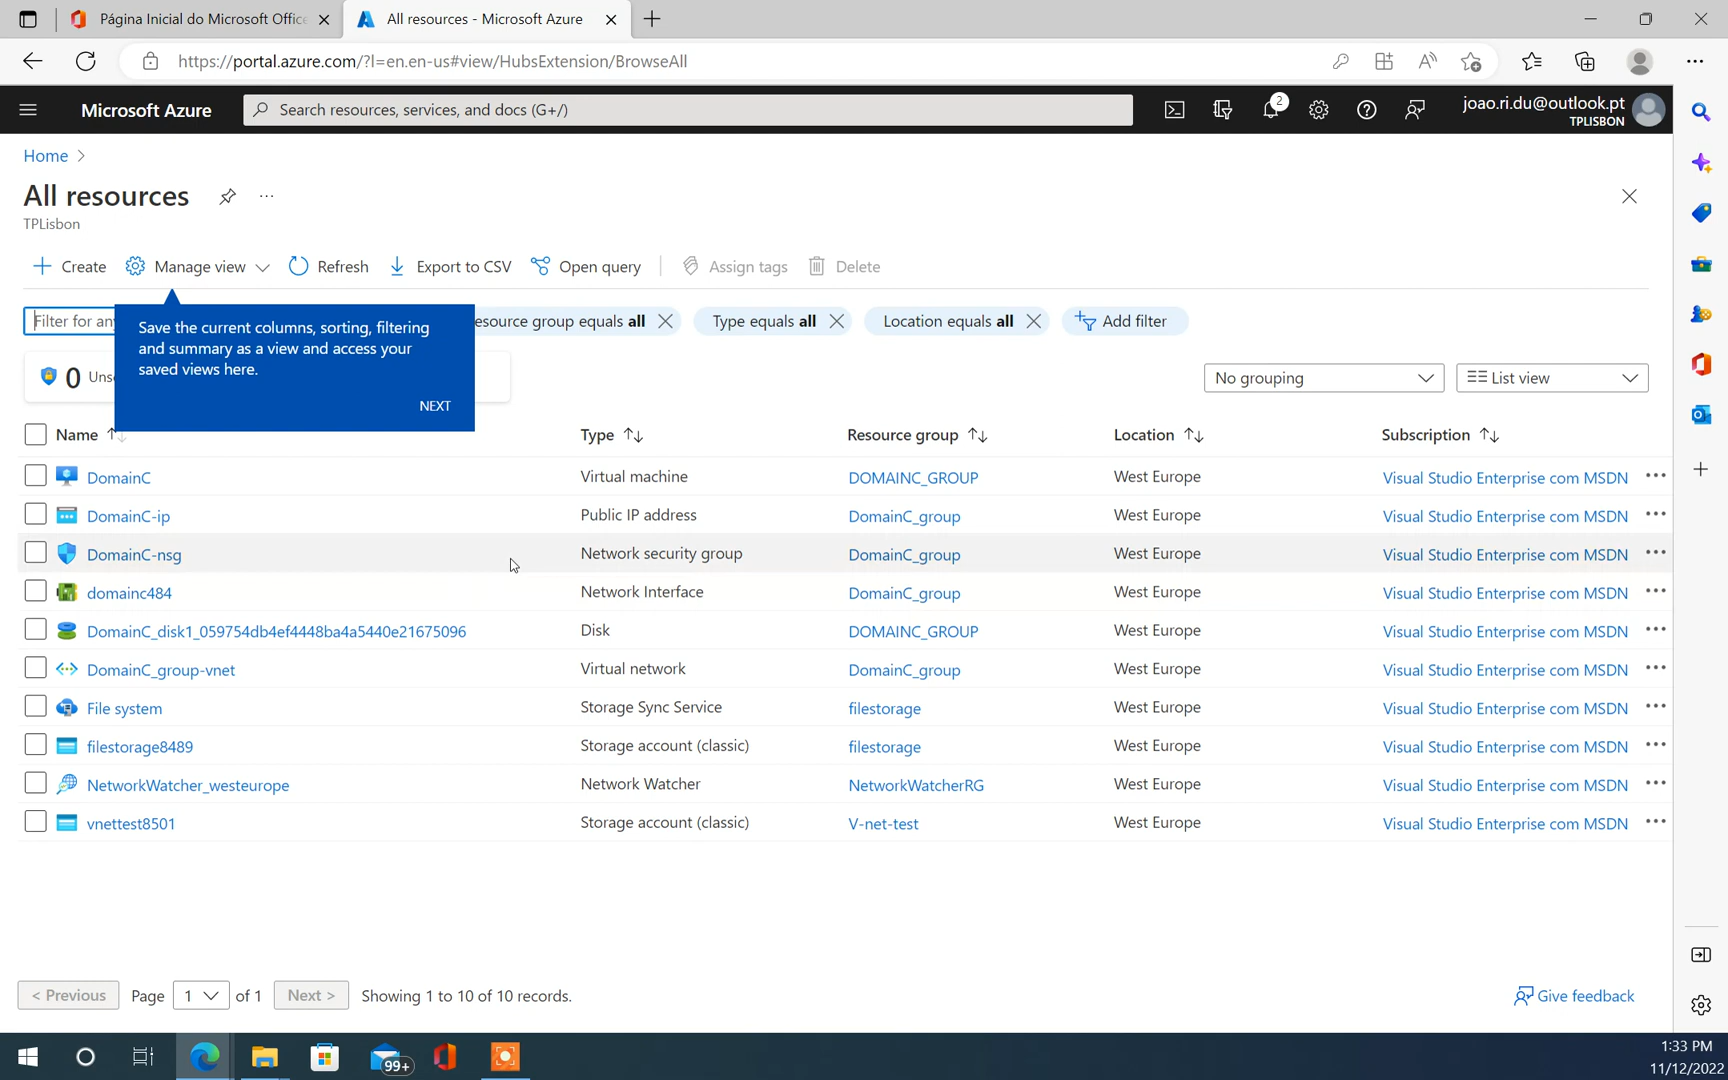 Página Inicial do Microsoft Office
All resources - Microsoft Azure
https://portal.azure.com/?l=en.en-us#view/HubsExtension/BrowseAll
Microsoft Azure
Search resources, services, and docs (G+/)
2
joao.ri.du@outlook.pt
TPLISBON
Home
All resources
TPLisbon
Create
Manage view
Refresh
Export to CSV
Open query
Assign tags
Delete
Filter for any
esource group equals all
Type equals all
Location equals all
Add filter
Save the current columns, sorting, filtering
and summary as a view and access your
saved views here.
NEXT
0 Uns
No grouping
List view
Name Type Resource group Location Subscription
DomainC Virtual machine DOMAINC_GROUP West Europe Visual Studio Enterprise com MSDN
DomainC-ip Public IP address DomainC_group West Europe Visual Studio Enterprise com MSDN
DomainC-nsg Network security group DomainC_group West Europe Visual Studio Enterprise com MSDN
domainc484 Network Interface DomainC_group West Europe Visual Studio Enterprise com MSDN
DomainC_disk1_059754db4ef4448ba4a5440e21675096 Disk DOMAINC_GROUP West Europe Visual Studio Enterprise com MSDN
DomainC_group-vnet Virtual network DomainC_group West Europe Visual Studio Enterprise com MSDN
File system Storage Sync Service filestorage West Europe Visual Studio Enterprise com MSDN
filestorage8489 Storage account (classic) filestorage West Europe Visual Studio Enterprise com MSDN
NetworkWatcher_westeurope Network Watcher NetworkWatcherRG West Europe Visual Studio Enterprise com MSDN
vnettest8501 Storage account (classic) V-net-test West Europe Visual Studio Enterprise com MSDN
< Previous
Page 1 of 1
Next >
Showing 1 to 10 of 10 records.
Give feedback
99+
1:33 PM
11/12/2022